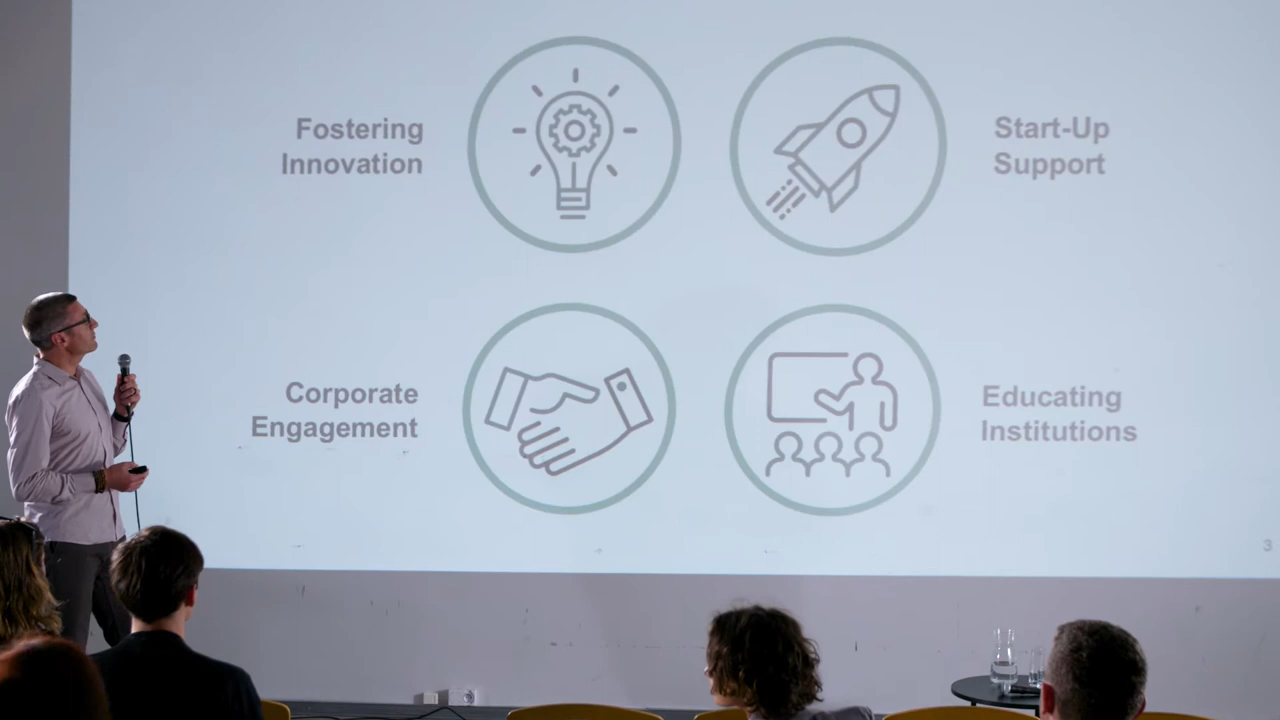 Fostering
Innovation
Start-Up
Support
Corporate
Engagement
Educating
Institutions
3